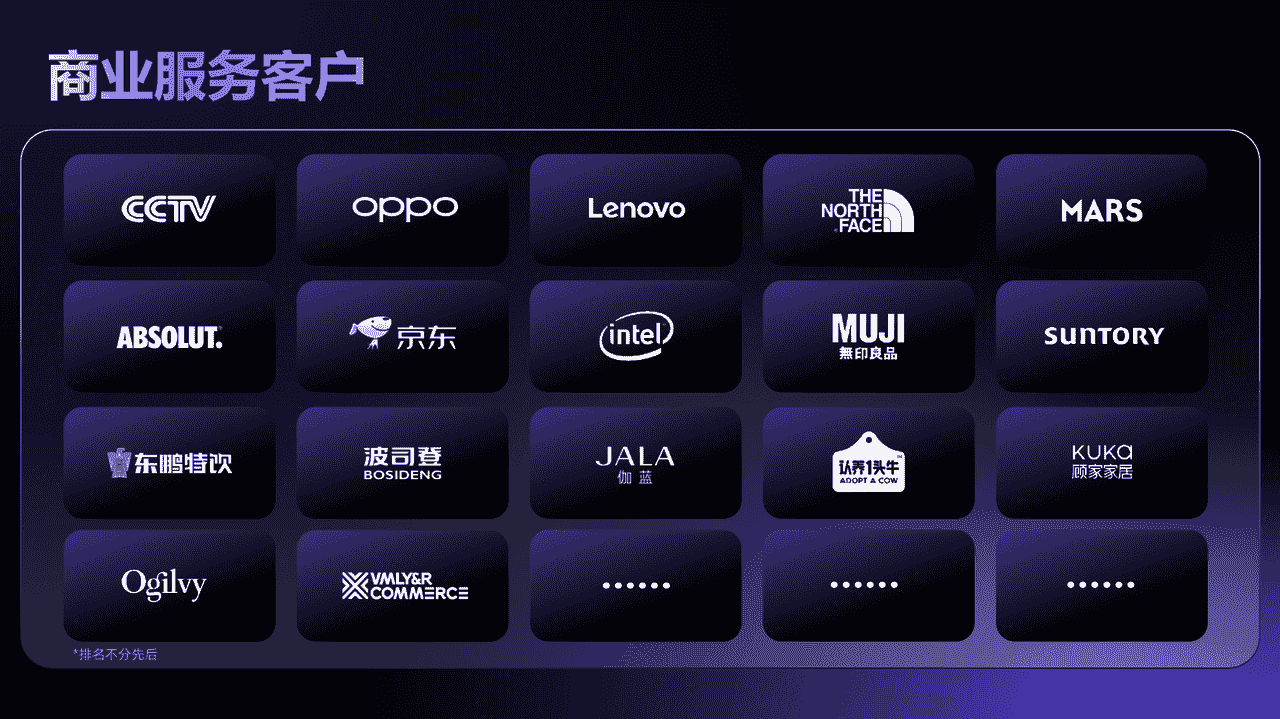 商业服务客户
CCTV
oppo
Lenovo
THE
NORTH
FACE
MARS
ABSOLUT.
京东
intel
MUJI
無印良品
SUNTORY
东鹏特饮
波司登
BOSIDENG
JALA
伽蓝
认养1头牛
ADOPT A COW
KUKa
顾家家居
Ogilvy
VMLY&R
COMMERCE
••••••
••••••
••••••
*排名不分先后